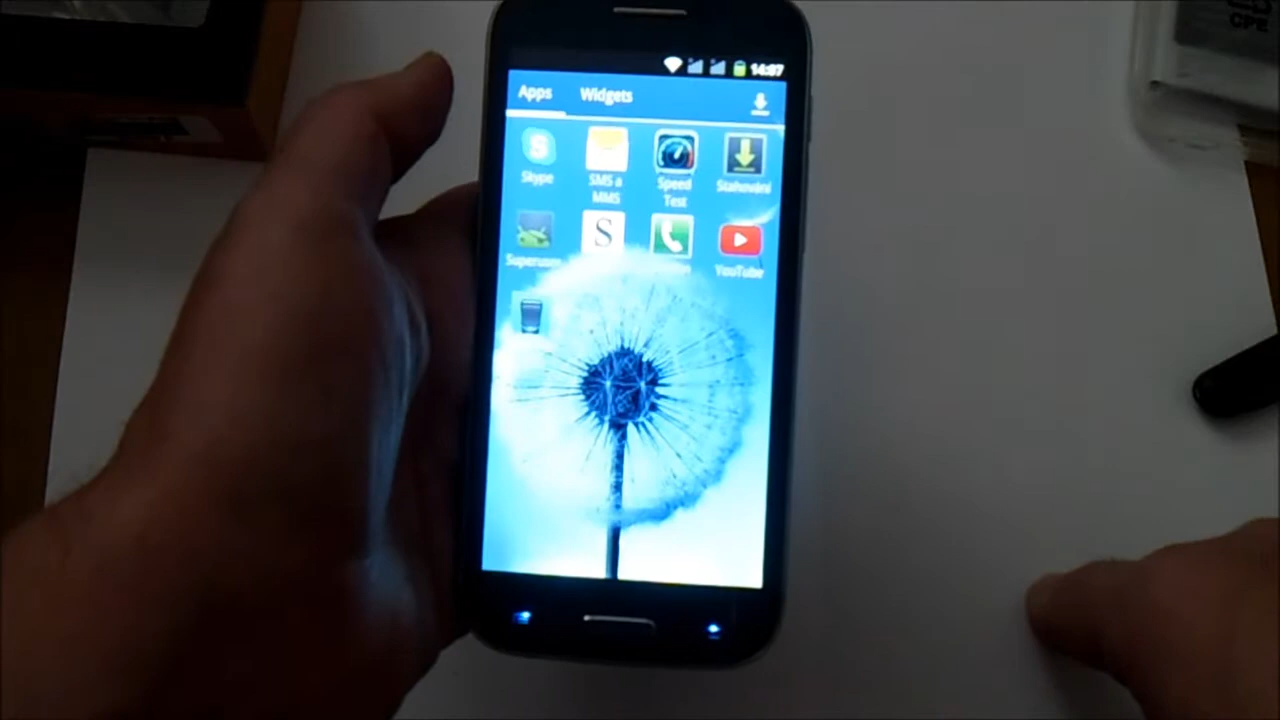 14:07
Apps Widgets
Skype
SMS a
MMS
Speed
Test
Stahování
S
YouTube